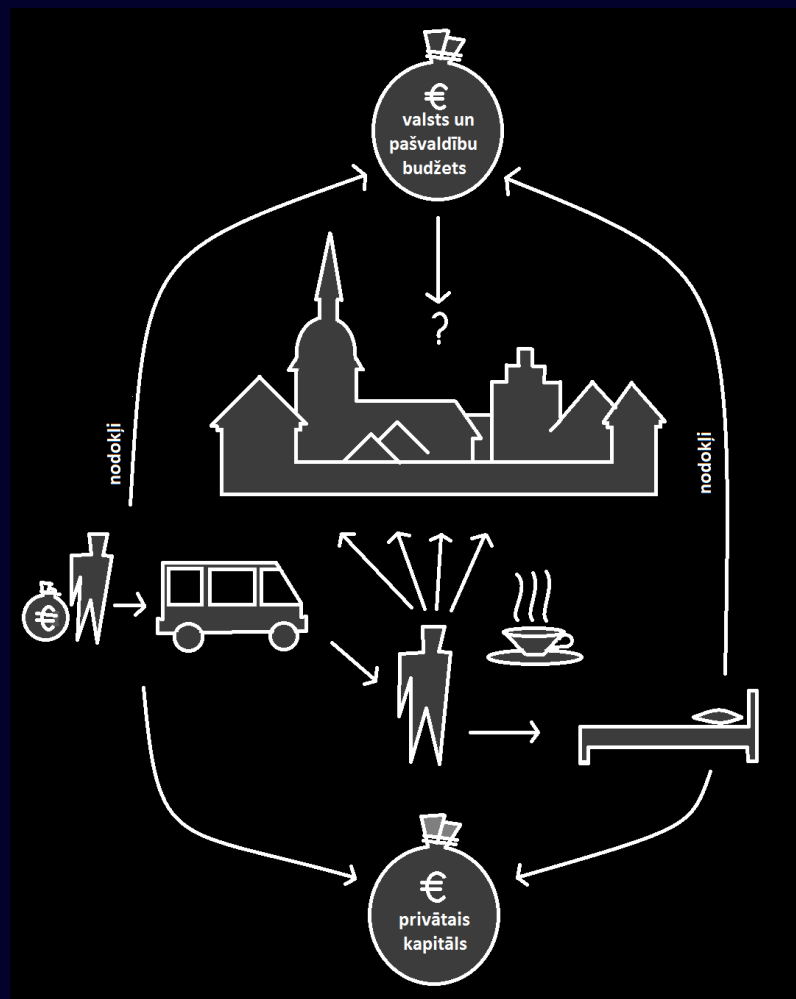 €
valsts un
pašvaldību
budžets
?
nodokļi
nodokļi
€
€
privātais
kapitāls